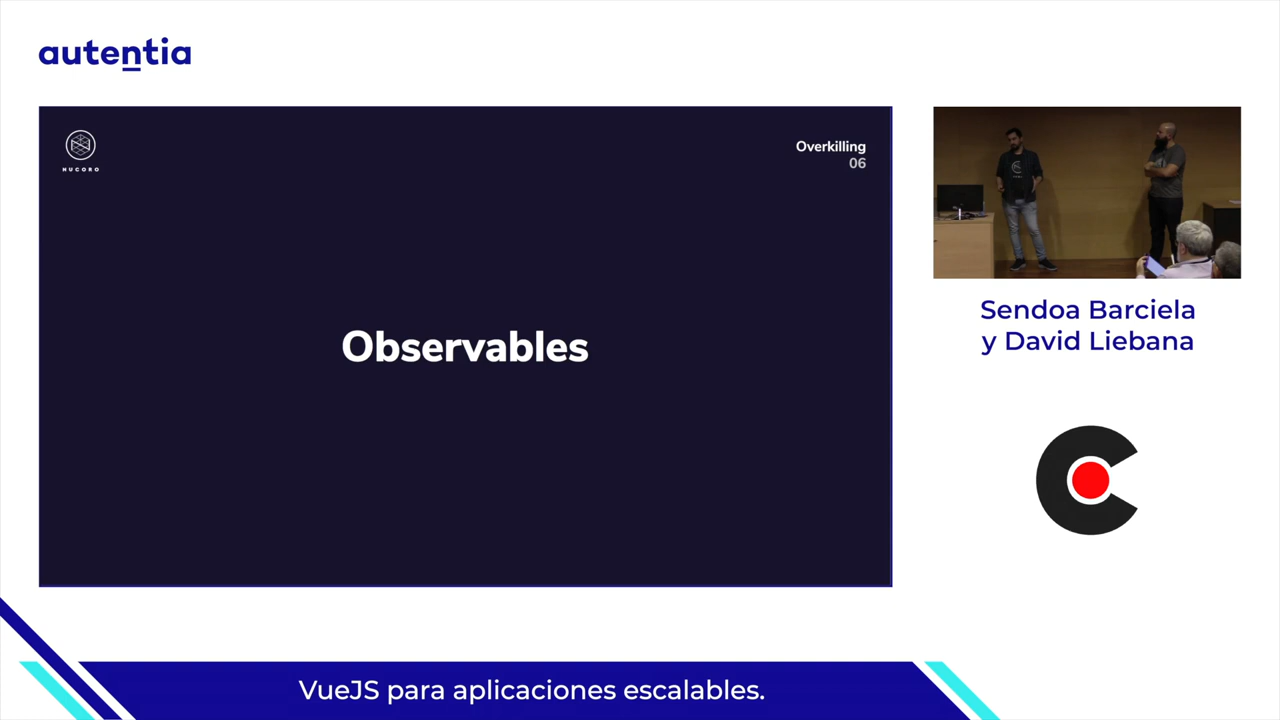 autentia
NUCORO
Overkilling
06
Observables
Sendoa Barciela
y David Liebana
VueJS para aplicaciones escalables.